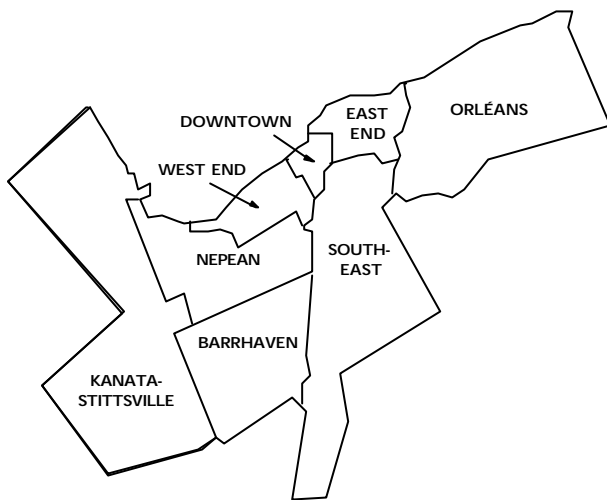 ORLÉANS
EAST
END
DOWNTOWN
WEST END
SOUTH-
EAST
NEPEAN
BARRHAVEN
KANATA-
STITTSVILLE